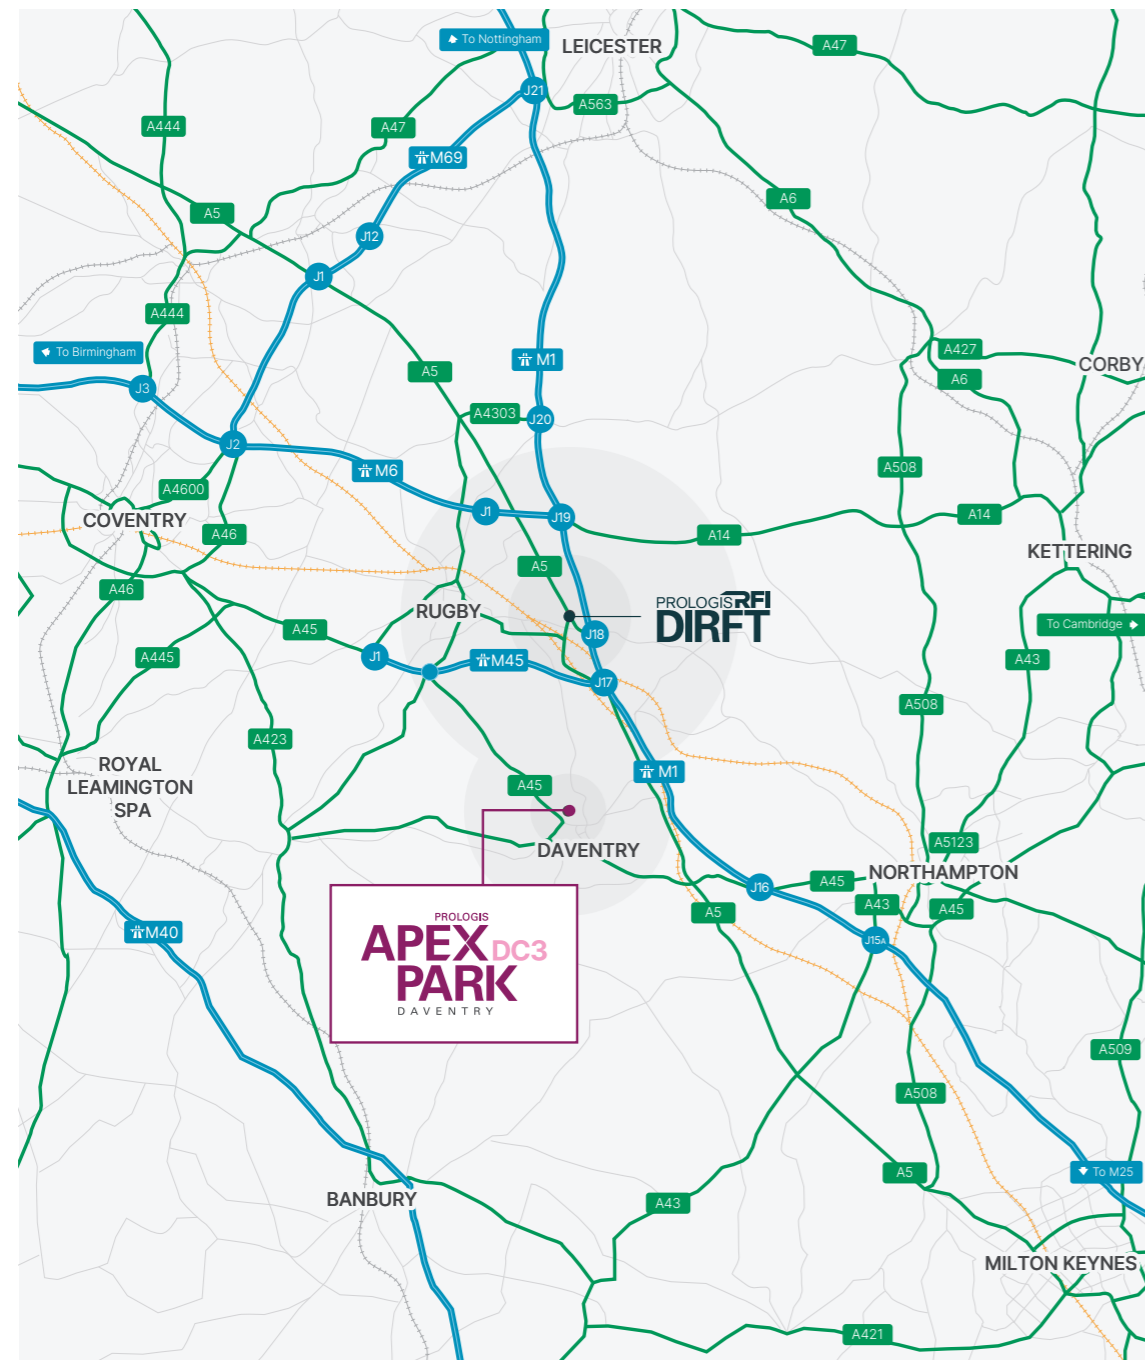 To Nottingham
LEICESTER
A47
J21
A563
A444
A47
M69
A6
A5
J12
J1
A444
To Birmingham
M1
A427
CORBY
A5
A6
J3
A4303
J20
J2
M6
A508
A4600
COVENTRY
J1
J19
A14
A14
A46
KETTERING
A5
A46
PROLOGIS RFI
DIRFT
RUGBY
To Cambridge
A45
J18
A445
J1
M45
A43
J17
A508
A423
ROYAL
LEAMINGTON
SPA
M1
A45
A5123
DAVENTRY
NORTHAMPTON
J16
A45
A43
A45
A5
PROLOGIS
APEX DC3
PARK
DAVENTRY
M40
J15A
A509
A508
A5
To M25
BANBURY
A43
MILTON KEYNES
A421